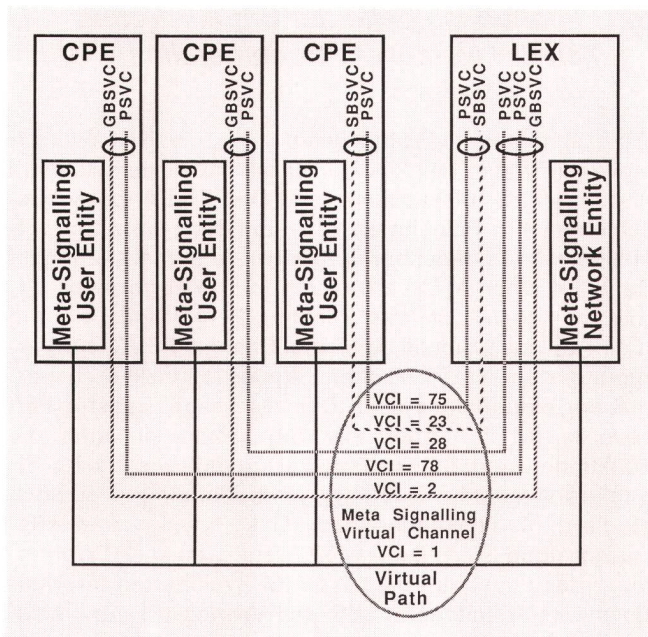 CPE
CPE
CPE
LEX
GBSVC
PSVC
GBSVC
PSVC
SBSVC
PSVC
PSVC
SBSVC
PSVC
PSVC
GBSVC
Meta-Signalling
User Entity
Meta-Signalling
User Entity
Meta-Signalling
User Entity
Meta-Signalling
Network Entity
VCI = 75
VCI = 23
VCI = 28
VCI = 78
VCI = 2
Meta Signalling
Virtual Channel
VCI = 1
Virtual
Path